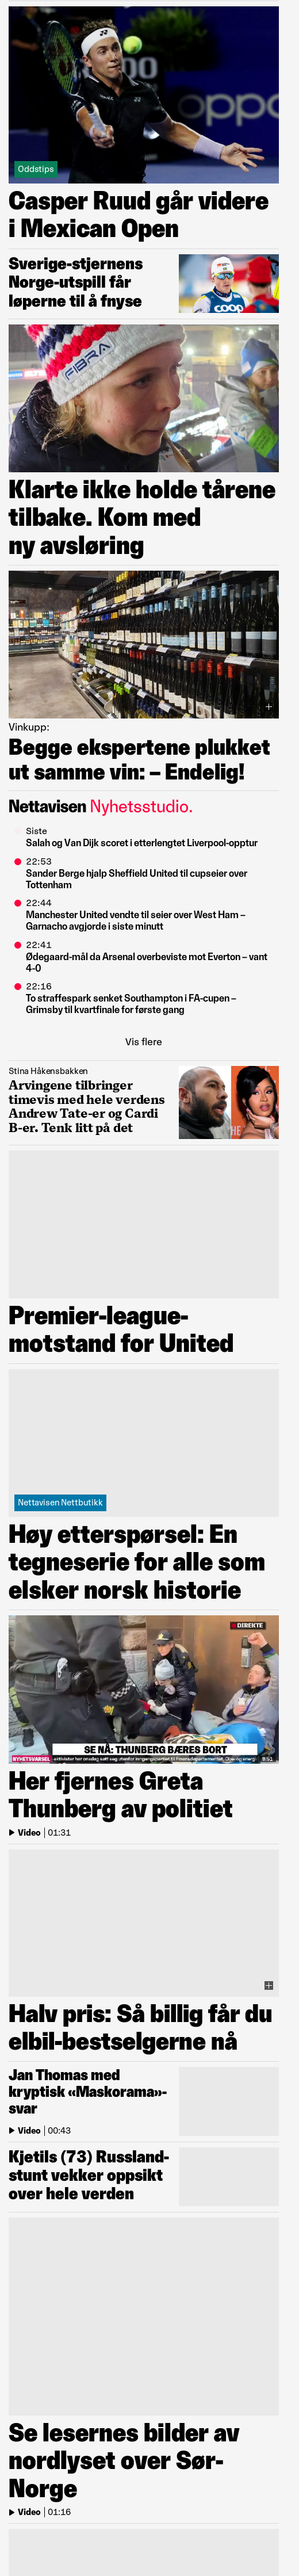 Oddstips
Casper Ruud går videre
i Mexican Open
Sverige-stjernens
Norge-utspill får
løperne til å fnyse
coop
FIBRA
Klarte ikke holde tårene
tilbake. Kom med
ny avsløring
Vinkupp:
Begge ekspertene plukket
ut samme vin: – Endelig!
Nettavisen Nyhetsstudio.
Siste
Salah og Van Dijk scoret i etterlengtet Liverpool-opptur
22:53
Sander Berge hjalp Sheffield United til cupseier over
Tottenham
22:44
Manchester United vendte til seier over West Ham –
Garnacho avgjorde i siste minutt
22:41
Ødegaard-mål da Arsenal overbeviste mot Everton – vant
4-0
22:16
To straffespark senket Southampton i FA-cupen –
Grimsby til kvartfinale for første gang
Vis flere
Stina Håkensbakken
Arvingene tilbringer
timevis med hele verdens
Andrew Tate-er og Cardi
B-er. Tenk litt på det
THE
Premier-league-
motstand for United
Nettavisen Nettbutikk
Høy etterspørsel: En
tegneserie for alle som
elsker norsk historie
DIREKTE
SE NÅ: THUNBERG BÆRES BORT
NYHETSVARSEL
8:51
Her fjernes Greta
Thunberg av politiet
Video | 01:31
Halv pris: Så billig får du
elbil-bestselgerne nå
Jan Thomas med
kryptisk «Maskorama»-
svar
Video | 00:43
Kjetils (73) Russland-
stunt vekker oppsikt
over hele verden
Se lesernes bilder av
nordlyset over Sør-
Norge
Video | 01:16